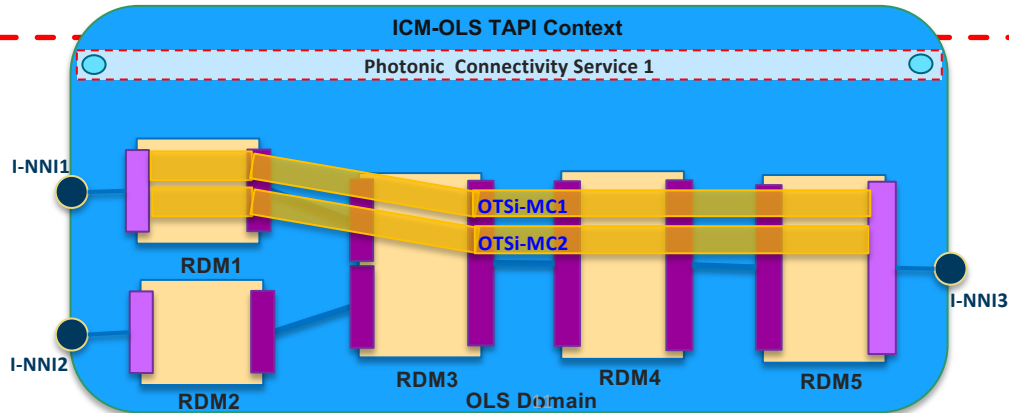 ICM-OLS TAPI Context
Photonic Connectivity Service 1
I-NNI1
OTSi-MC1
OTSi-MC2
RDM1
I-NNI3
I-NNI2
RDM3
RDM4
RDM5
RDM2
OLS Domain